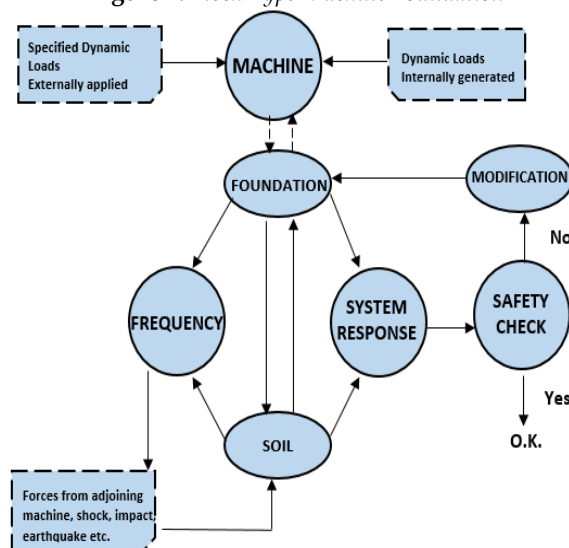 Specified Dynamic
Loads
Externally applied
MACHINE
Dynamic Loads
Internally generated
FOUNDATION
MODIFICATION
No
FREQUENCY
SYSTEM
RESPONSE
SAFETY
CHECK
Yes
O.K.
SOIL
Forces from adjoining
machine, shock, impact,
earthquake etc.